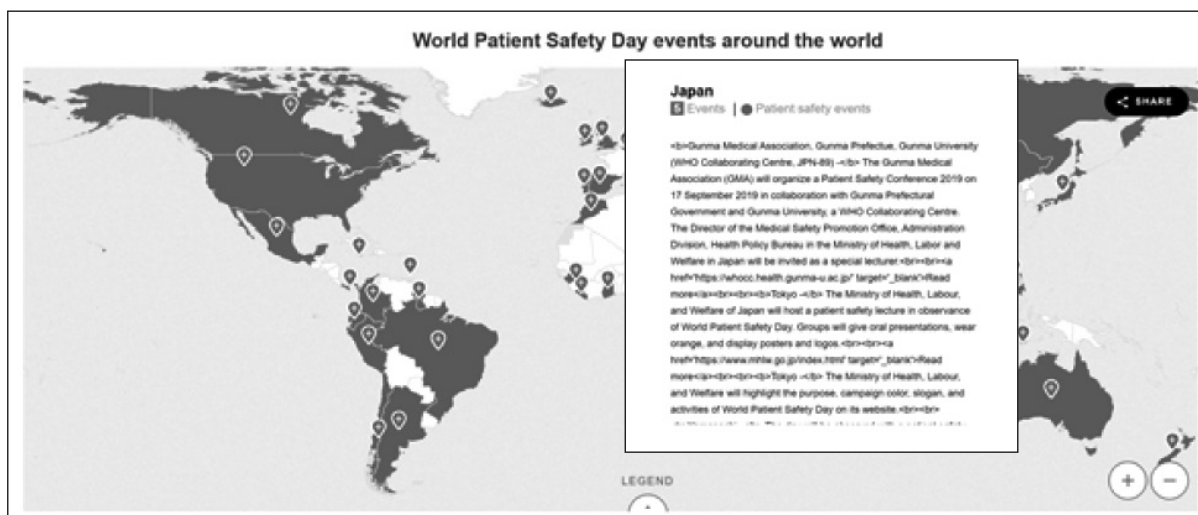 World Patient Safety Day events around the world
Japan
5 Events | Patient safety events
<b>Gunma Medical Association, Gunma Prefectue, Gunma University
(WHO Collaborating Centre, JPN-89) -</b> The Gunma Medical
Association (GMA) will organize a Patient Safety Conference 2019 on
17 September 2019 in collaboration with Gunma Prefectural
Government and Gunma University, a WHO Collaborating Centre.
The Director of the Medical Safety Promotion Office, Administration
Division, Health Policy Bureau in the Ministry of Health, Labor and
Welfare in Japan will be invited as a special lecturer.<br><br><a
href='https://whocc.health.gunma-u.ac.jp/' target='_blank'>Read
more</a><br><br><b>Tokyo -</b> The Ministry of Health, Labour,
and Welfare of Japan will host a patient safety lecture in observance
of World Patient Safety Day. Groups will give oral presentations, wear
orange, and display posters and logos.<br><br><a
href='https://www.mhlw.go.jp/index.html' target='_blank'>Read
more</a><br><br><b>Tokyo -</b> The Ministry of Health, Labour,
and Welfare will highlight the purpose, campaign color, slogan, and
activities of World Patient Safety Day on its website.<br><br>
SHARE
LEGEND